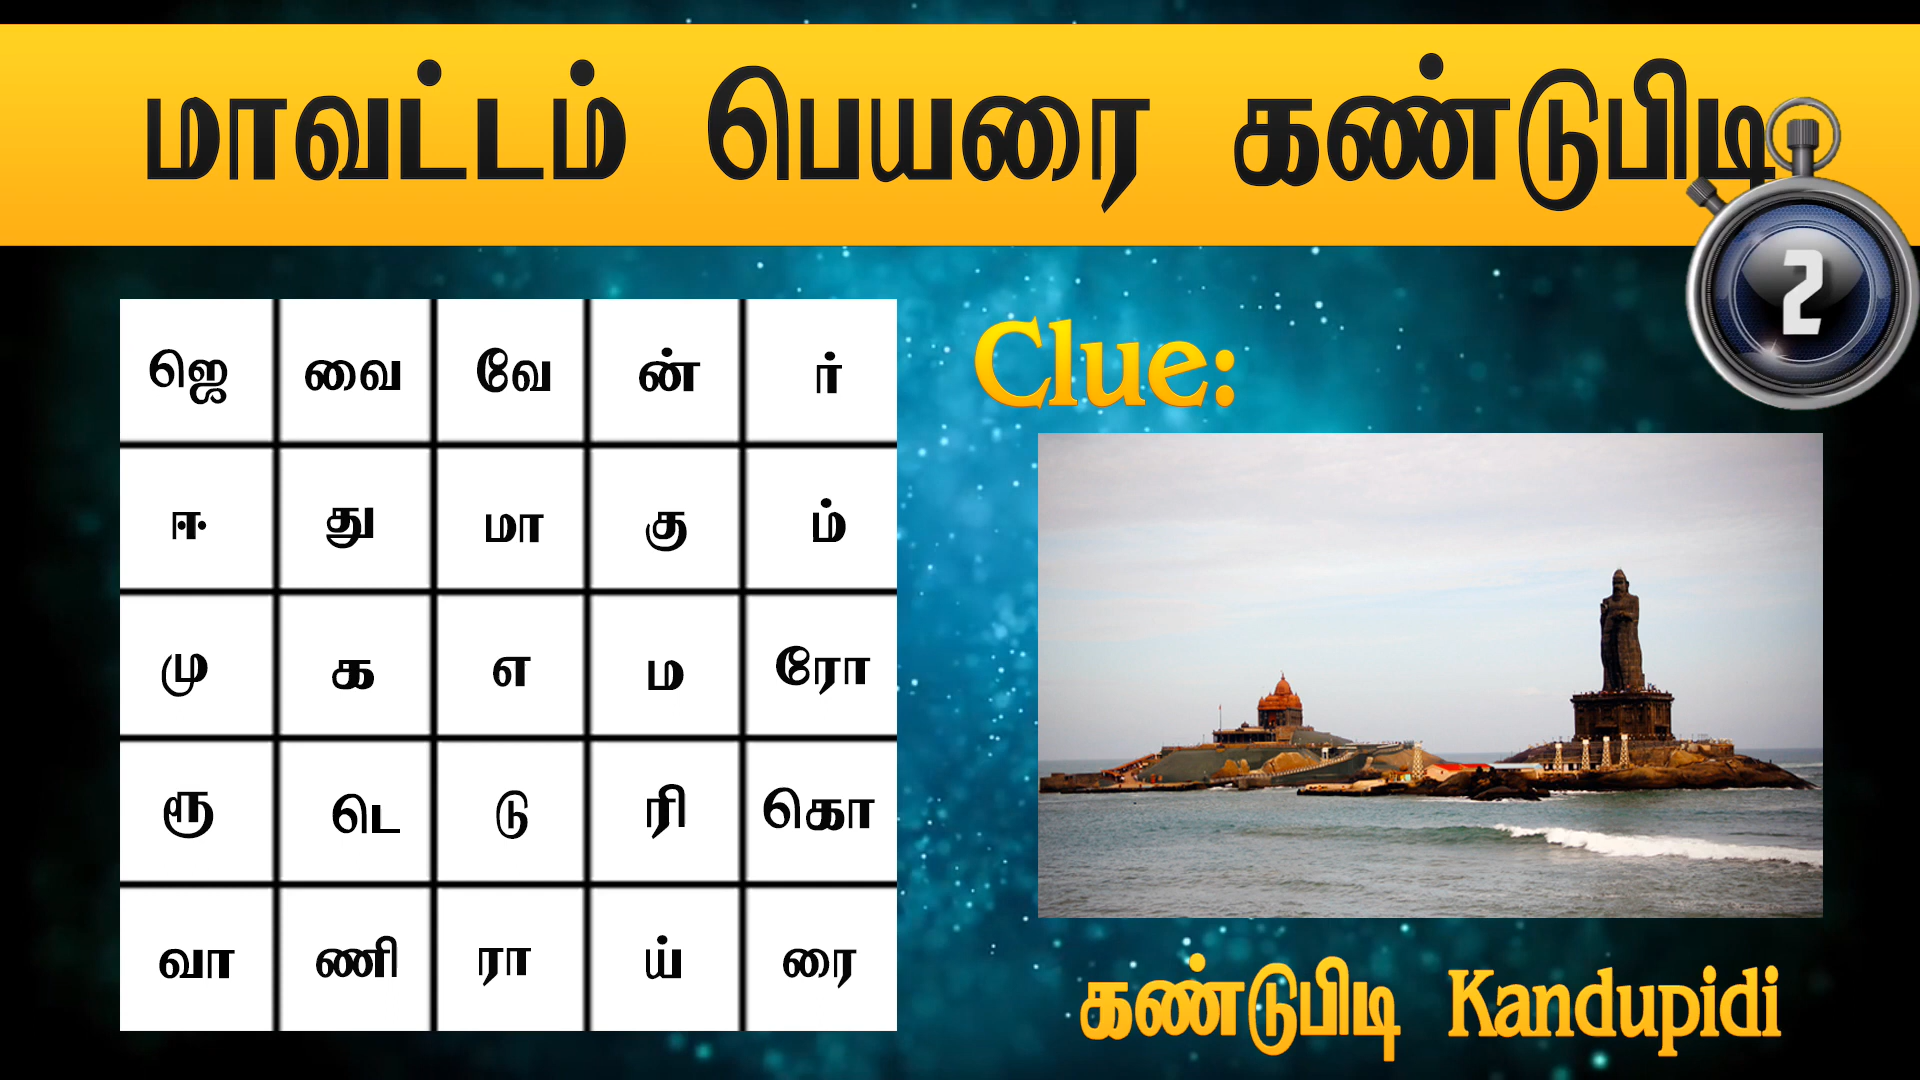 மாவட்டம் பெயரை கண்டுபிடி
2
ஜெ வை வே ன் ர்
Clue:
ஈ து மா கு ம்
மு க எ ம ரோ
ரூ டெ டு ரி கொ
வா ணி ரா ய் ரை
கண்டுபிடி Kandupidi